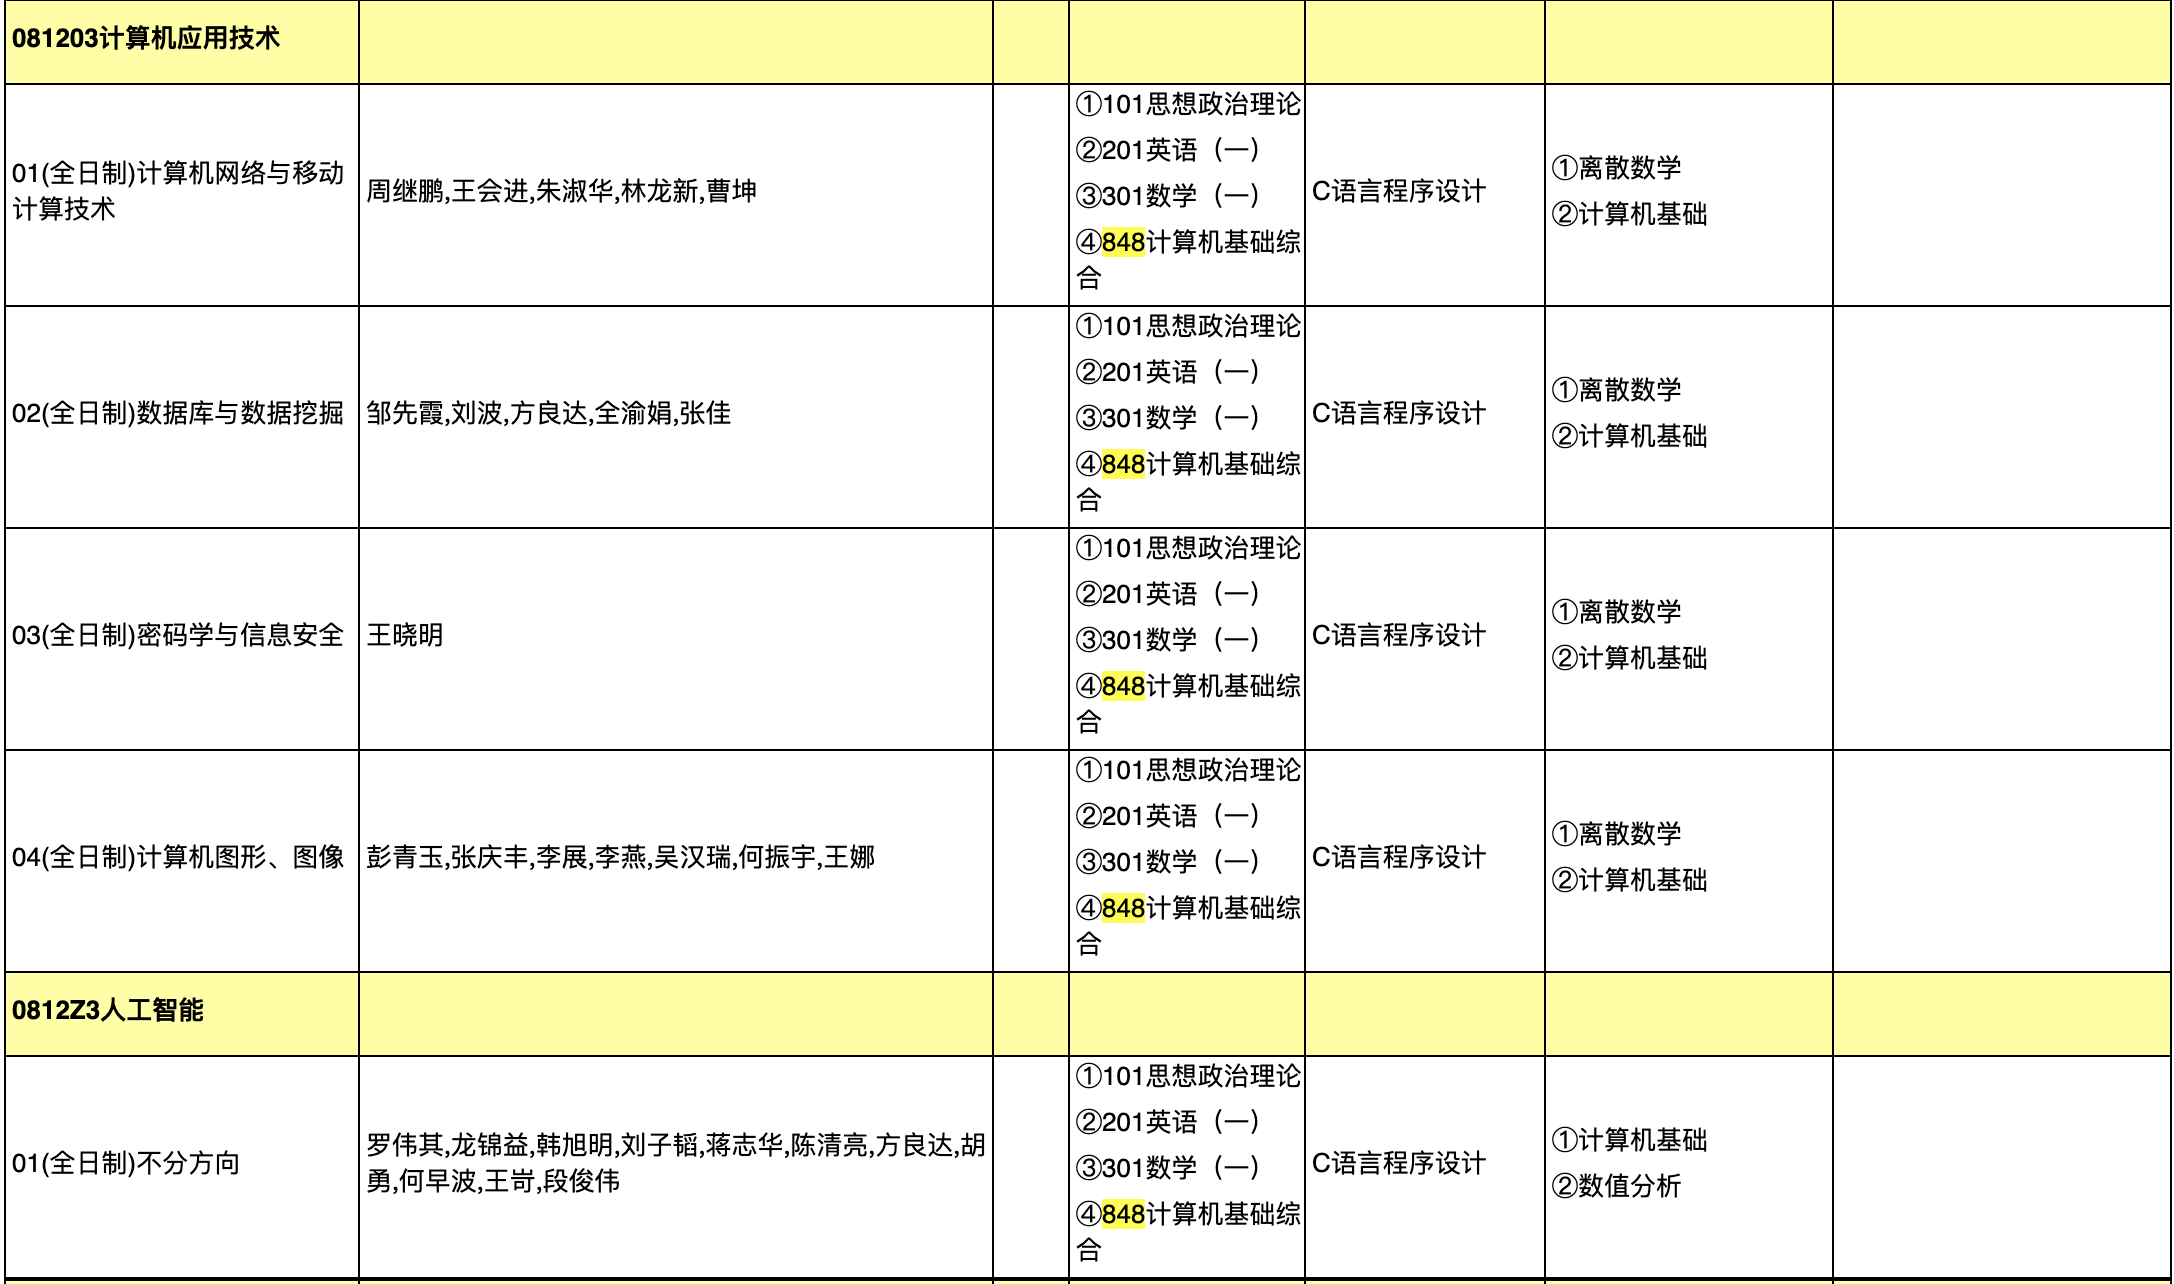 081203计算机应用技术
01(全日制)计算机网络与移动
计算技术
周继鹏,王会进,朱淑华,林龙新,曹坤
①101思想政治理论
②201英语（一）
③301数学（一）
④848计算机基础综
合
C语言程序设计
①离散数学
②计算机基础
02(全日制)数据库与数据挖掘
邹先霞,刘波,方良达,全渝娟,张佳
①101思想政治理论
②201英语（一）
③301数学（一）
④848计算机基础综
合
C语言程序设计
①离散数学
②计算机基础
03(全日制)密码学与信息安全
王晓明
①101思想政治理论
②201英语（一）
③301数学（一）
④848计算机基础综
合
C语言程序设计
①离散数学
②计算机基础
04(全日制)计算机图形、图像
彭青玉,张庆丰,李展,李燕,吴汉瑞,何振宇,王娜
①101思想政治理论
②201英语（一）
③301数学（一）
④848计算机基础综
合
C语言程序设计
①离散数学
②计算机基础
0812Z3人工智能
01(全日制)不分方向
罗伟其,龙锦益,韩旭明,刘子韬,蒋志华,陈清亮,方良达,胡
勇,何早波,王岢,段俊伟
①101思想政治理论
②201英语（一）
③301数学（一）
④848计算机基础综
合
C语言程序设计
①计算机基础
②数值分析